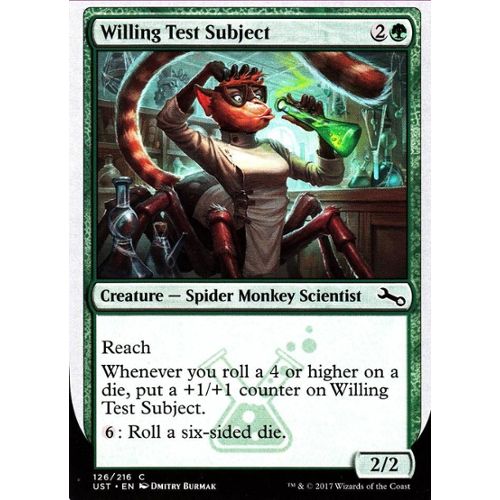 Willing Test Subject 2
Creature — Spider Monkey Scientist
Reach
Whenever you roll a 4 or higher on a
die, put a +1/+1 counter on Willing
Test Subject.
6: Roll a six-sided die.
2/2
126/216 C
UST • EN Dmitry Burmak
™ & © 2017 Wizards of the Coast